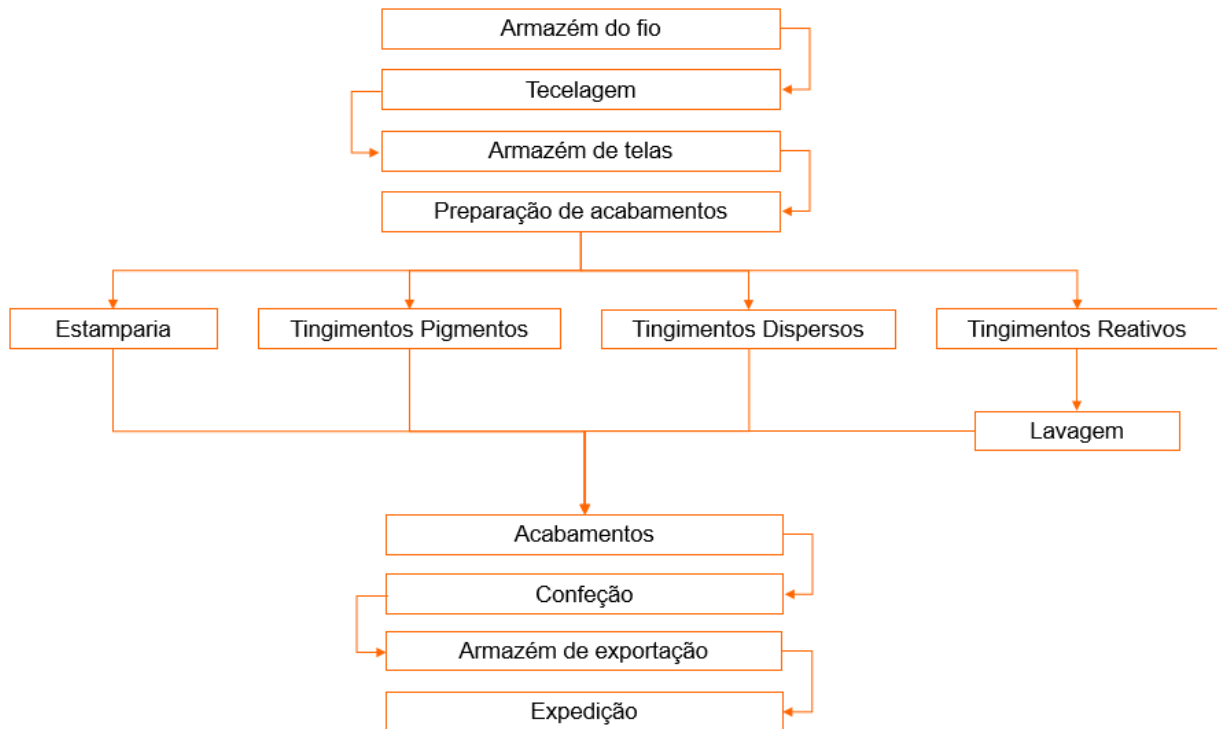 Armazém do fio
Tecelagem
Armazém de telas
Preparação de acabamentos
Estamparia
Tingimentos Pigmentos
Tingimentos Dispersos
Tingimentos Reativos
Lavagem
Acabamentos
Confeção
Armazém de exportação
Expedição